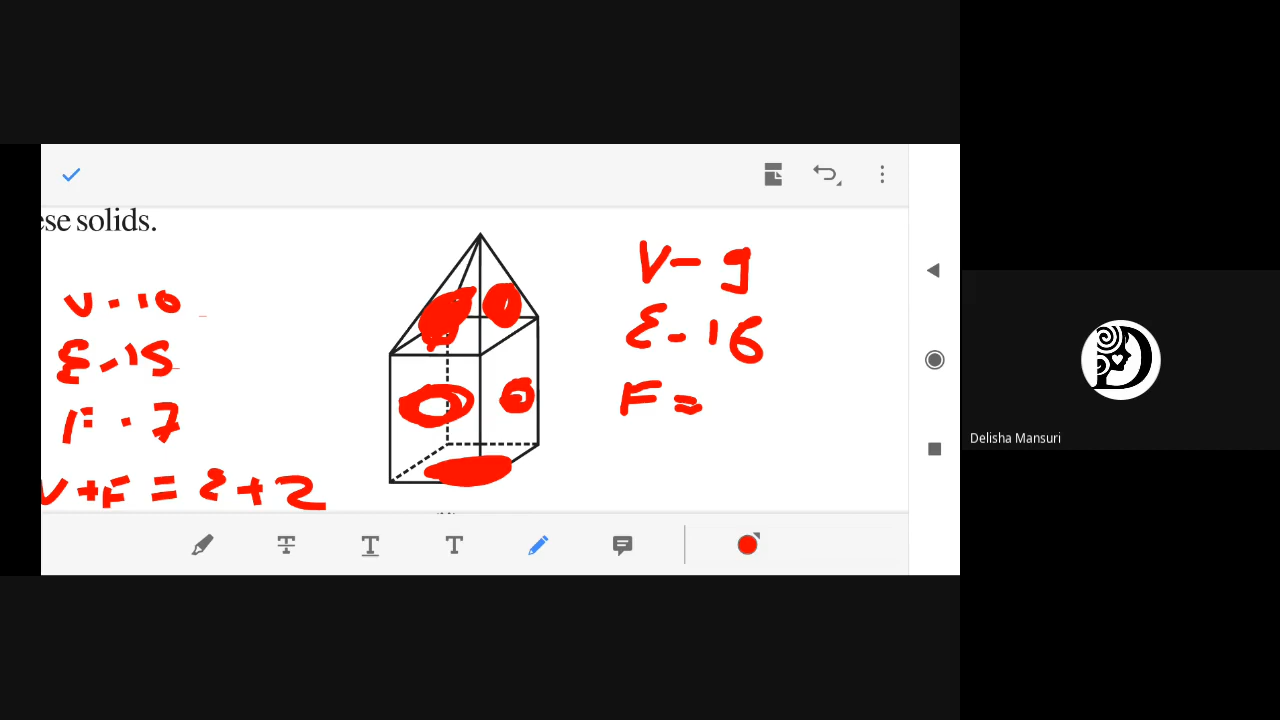 ese solids.
V - 10
E - 15
F - 7
V + F = E + 2
V - 9
E - 16
F =
Delisha Mansuri